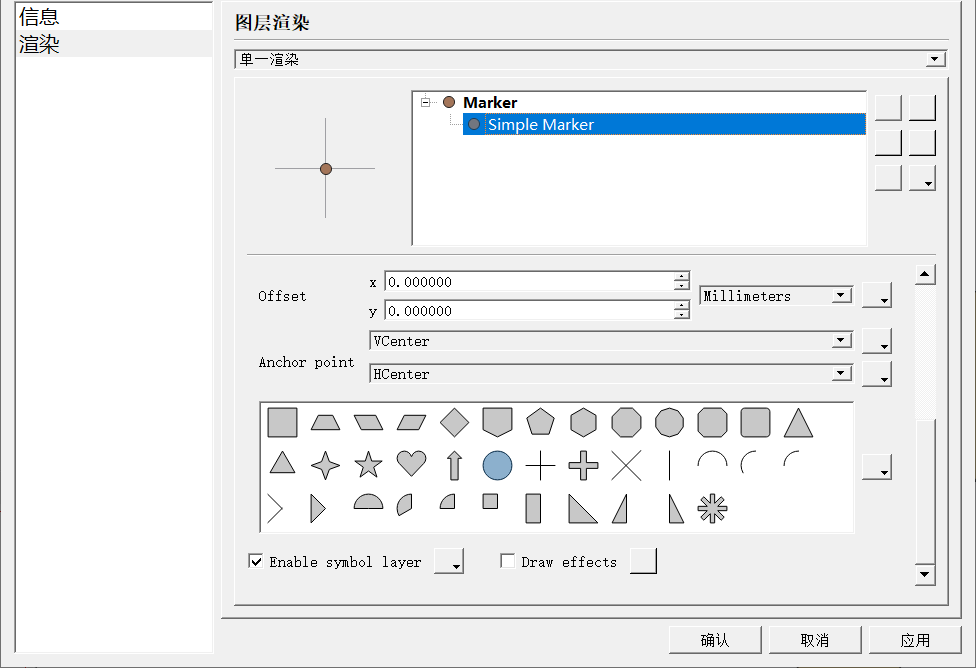 信息
渲染
图层渲染
单一渲染
Marker
Simple Marker
Offset
x 0.000000
y 0.000000
Millimeters
Anchor point
VCenter
HCenter
Enable symbol layer
Draw effects
确认
取消
应用